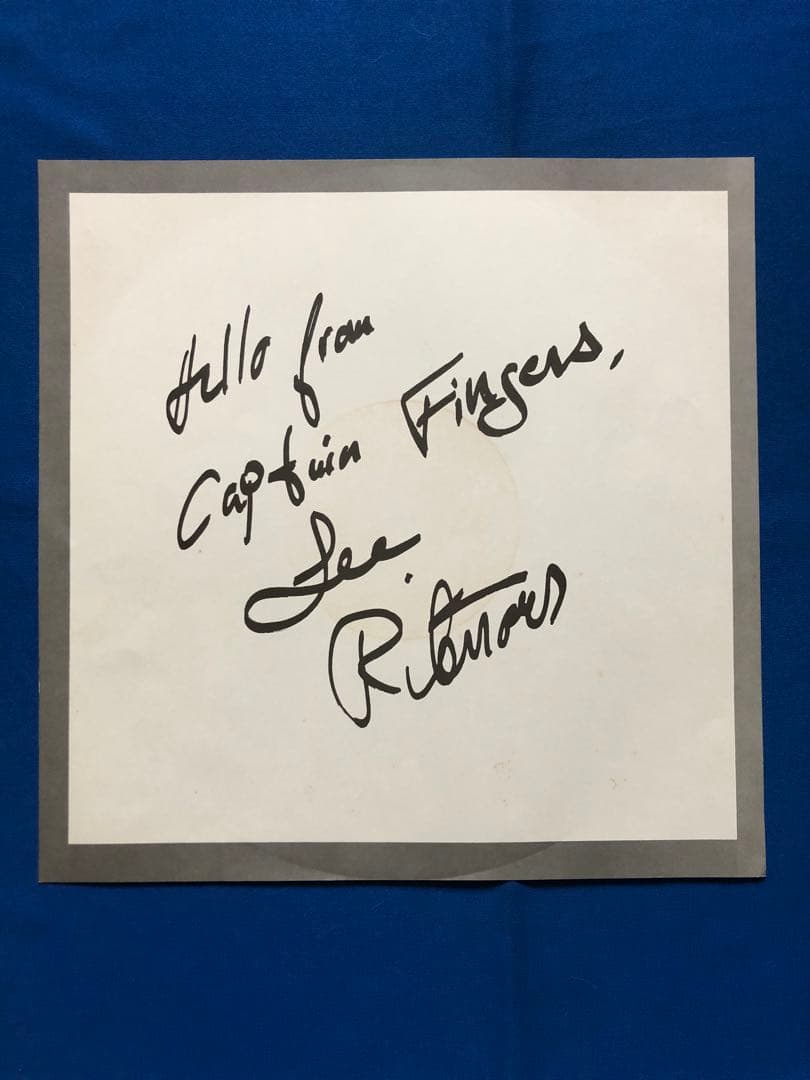 Hello from
Captain Fingers,
Lee
Ritenour